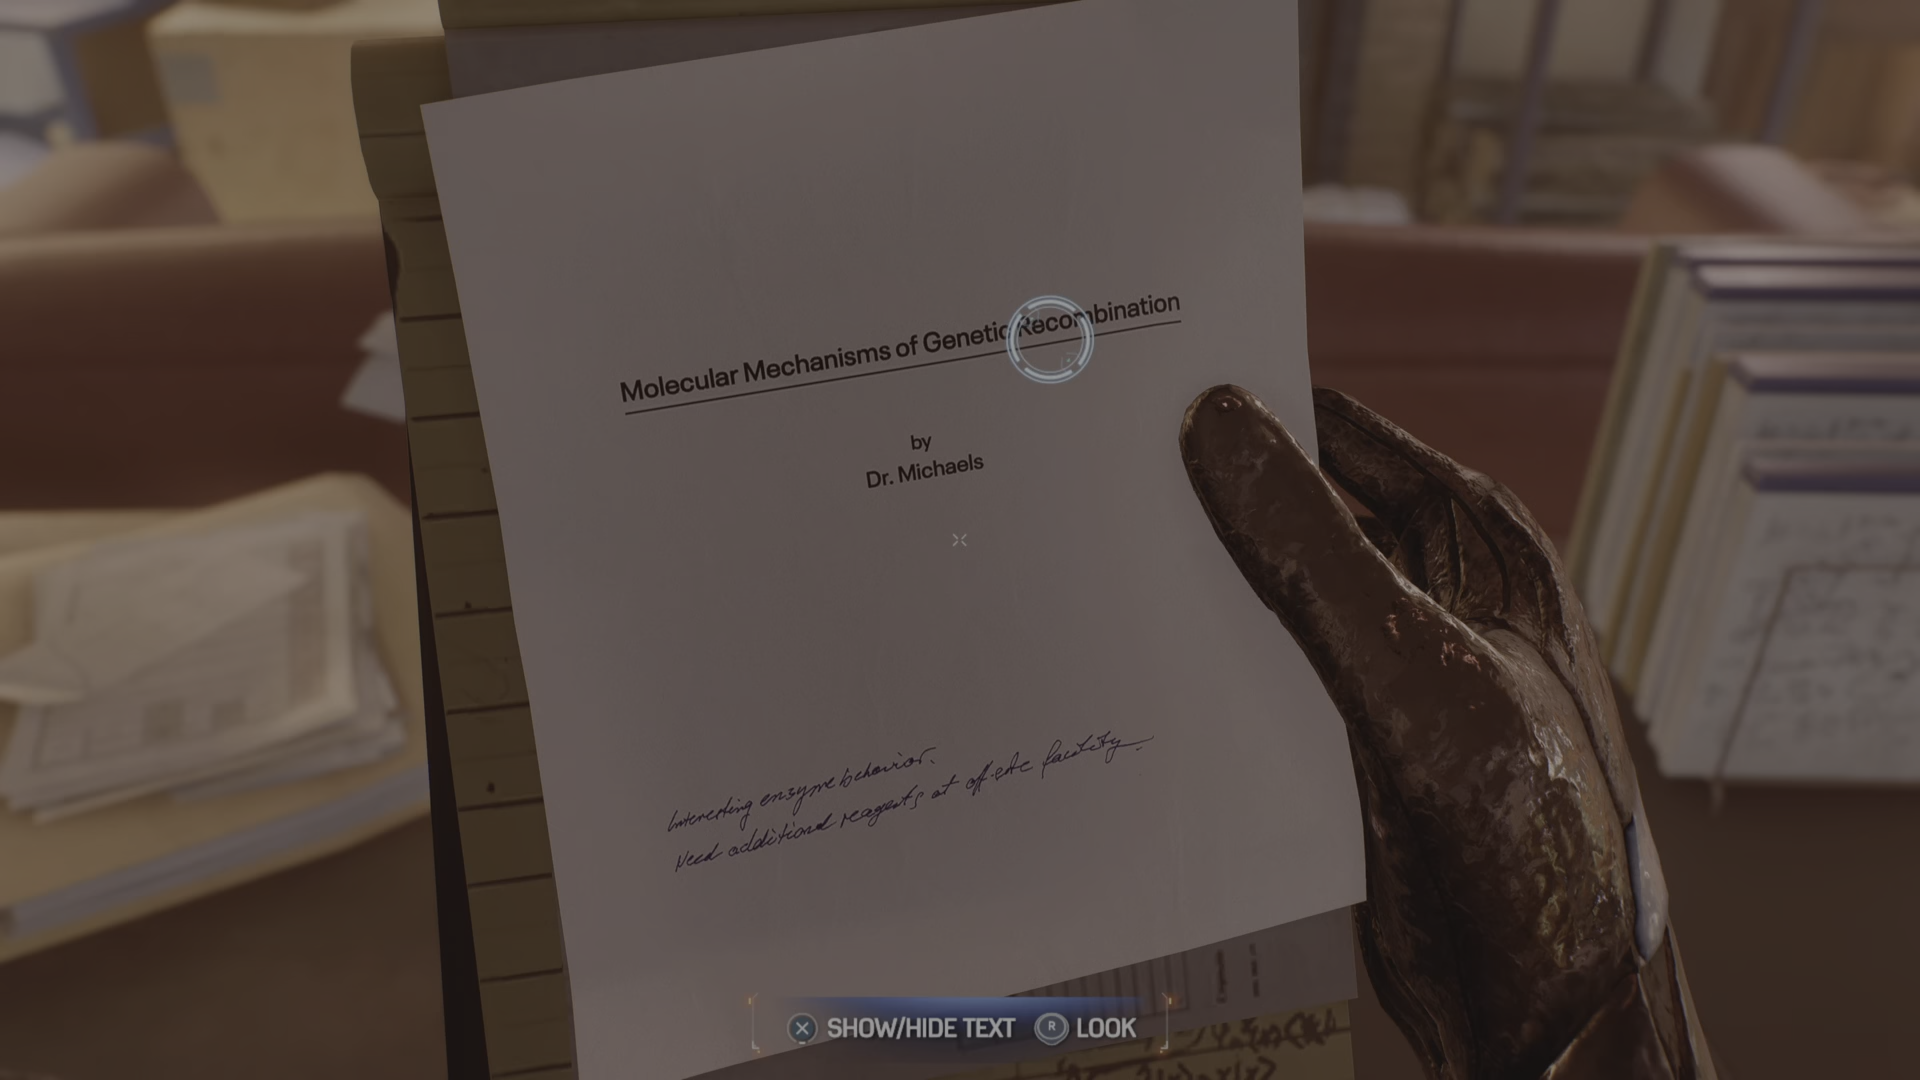 Molecular Mechanisms of Genetic Recombination
by
Dr. Michaels
Interesting enzyme behavior.
Need additional reagents at off-site facility.
SHOW/HIDE TEXT R LOOK